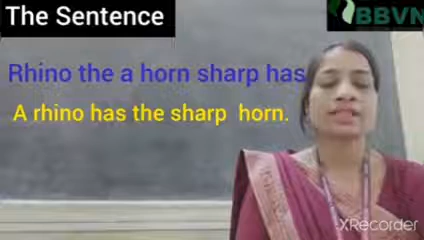 The Sentence
BBVN
Rhino the a horn sharp has
A rhino has the sharp horn.
XRecorder